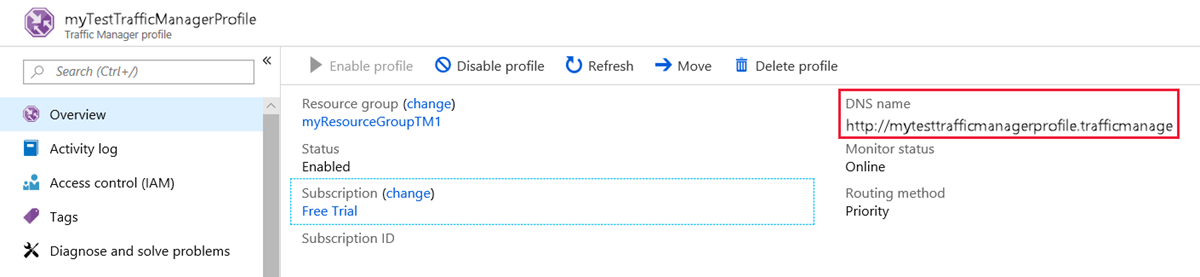 myTestTrafficManagerProfile
Traffic Manager profile
Search (Ctrl+/)
«
Overview
Activity log
Access control (IAM)
Tags
Diagnose and solve problems
Enable profile Disable profile Refresh Move Delete profile
Resource group (change)
myResourceGroupTM1
Status
Enabled
Subscription (change)
Free Trial
Subscription ID
DNS name
http://mytesttrafficmanagerprofile.trafficmanage
Monitor status
Online
Routing method
Priority